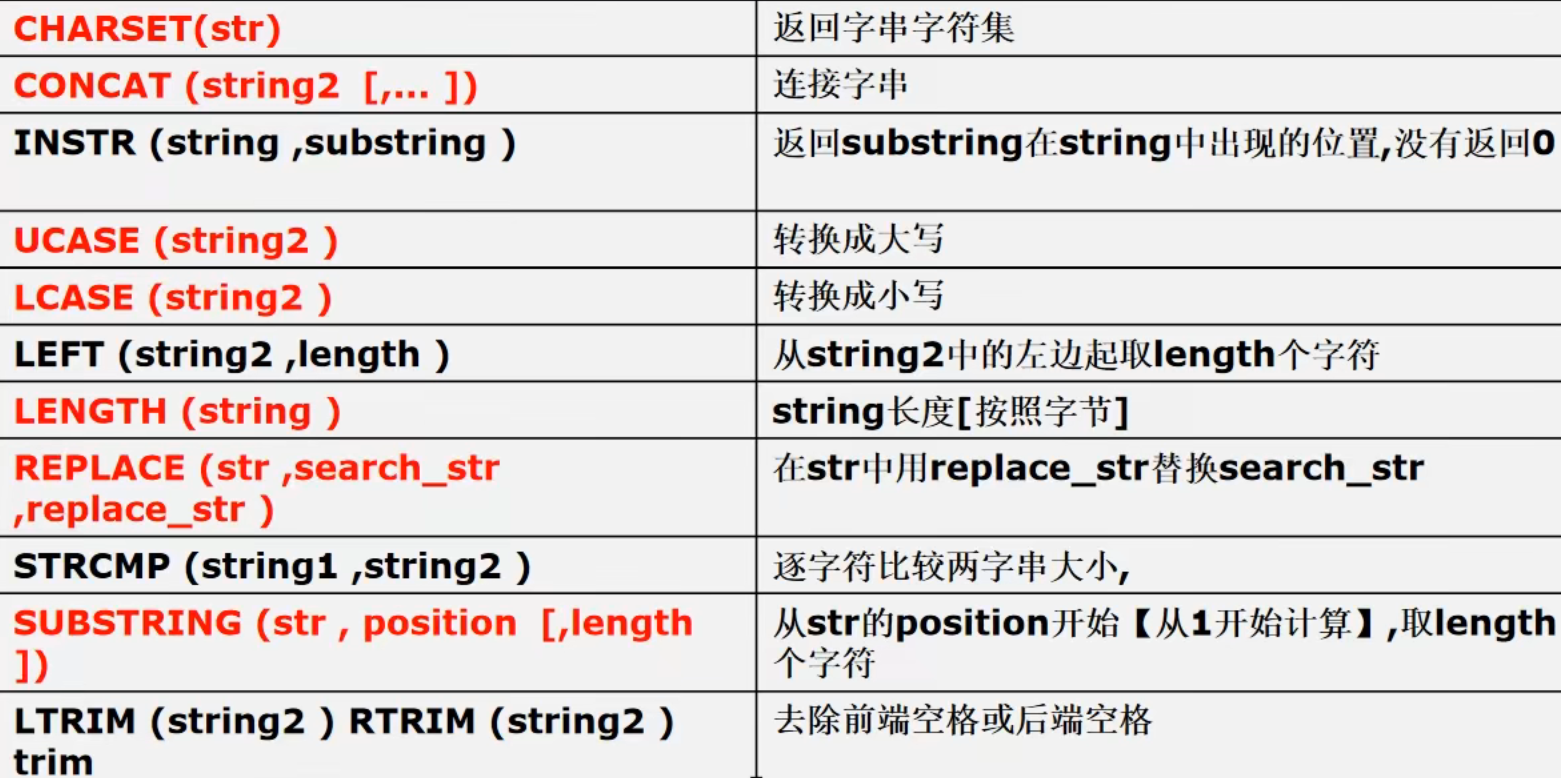 CHARSET(str)
返回字串字符集
CONCAT (string2  [,... ])
连接字串
INSTR (string ,substring )
返回substring在string中出现的位置,没有返回0
UCASE (string2 )
转换成大写
LCASE (string2 )
转换成小写
LEFT (string2 ,length )
从string2中的左边起取length个字符
LENGTH (string )
string长度[按照字节]
REPLACE (str ,search_str
,replace_str )
在str中用replace_str替换search_str
STRCMP (string1 ,string2 )
逐字符比较两字串大小,
SUBSTRING (str , position  [,length
])
从str的position开始【从1开始计算】,取length
个字符
LTRIM (string2 ) RTRIM (string2 )
trim
去除前端空格或后端空格